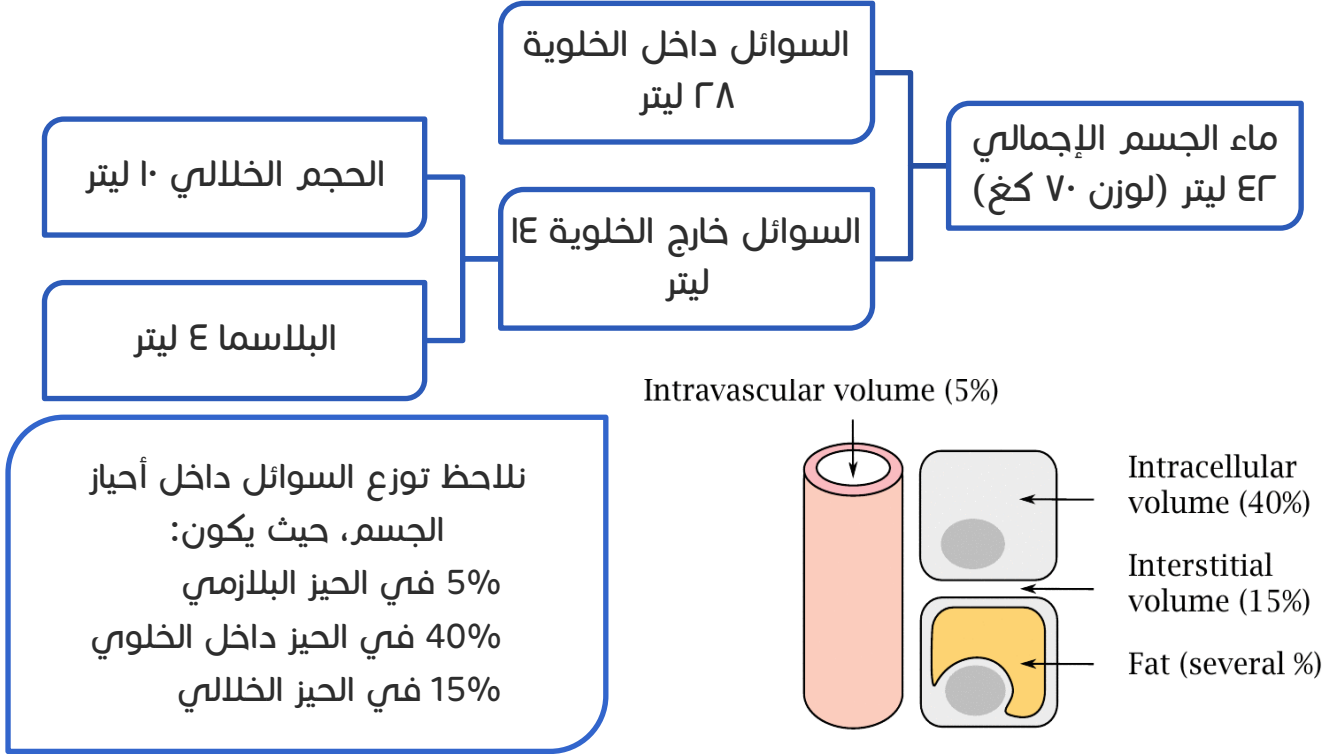 السوائل داخل الخلوية
٢٨ ليتر
ماء الجسم الإجمالي
٤٢ ليتر (لوزن ٧٠ كغ)
الحجم الخلالي ١٠ ليتر
السوائل خارج الخلوية ١٤
ليتر
البلاسما ٤ ليتر
نلاحظ توزع السوائل داخل أحياز
الجسم، حيث يكون:
5% في الحيز البلازمي
40% في الحيز داخل الخلوي
15% في الحيز الخلالي
Intravascular volume (5%)
Intracellular
volume (40%)
Interstitial
volume (15%)
Fat (several %)